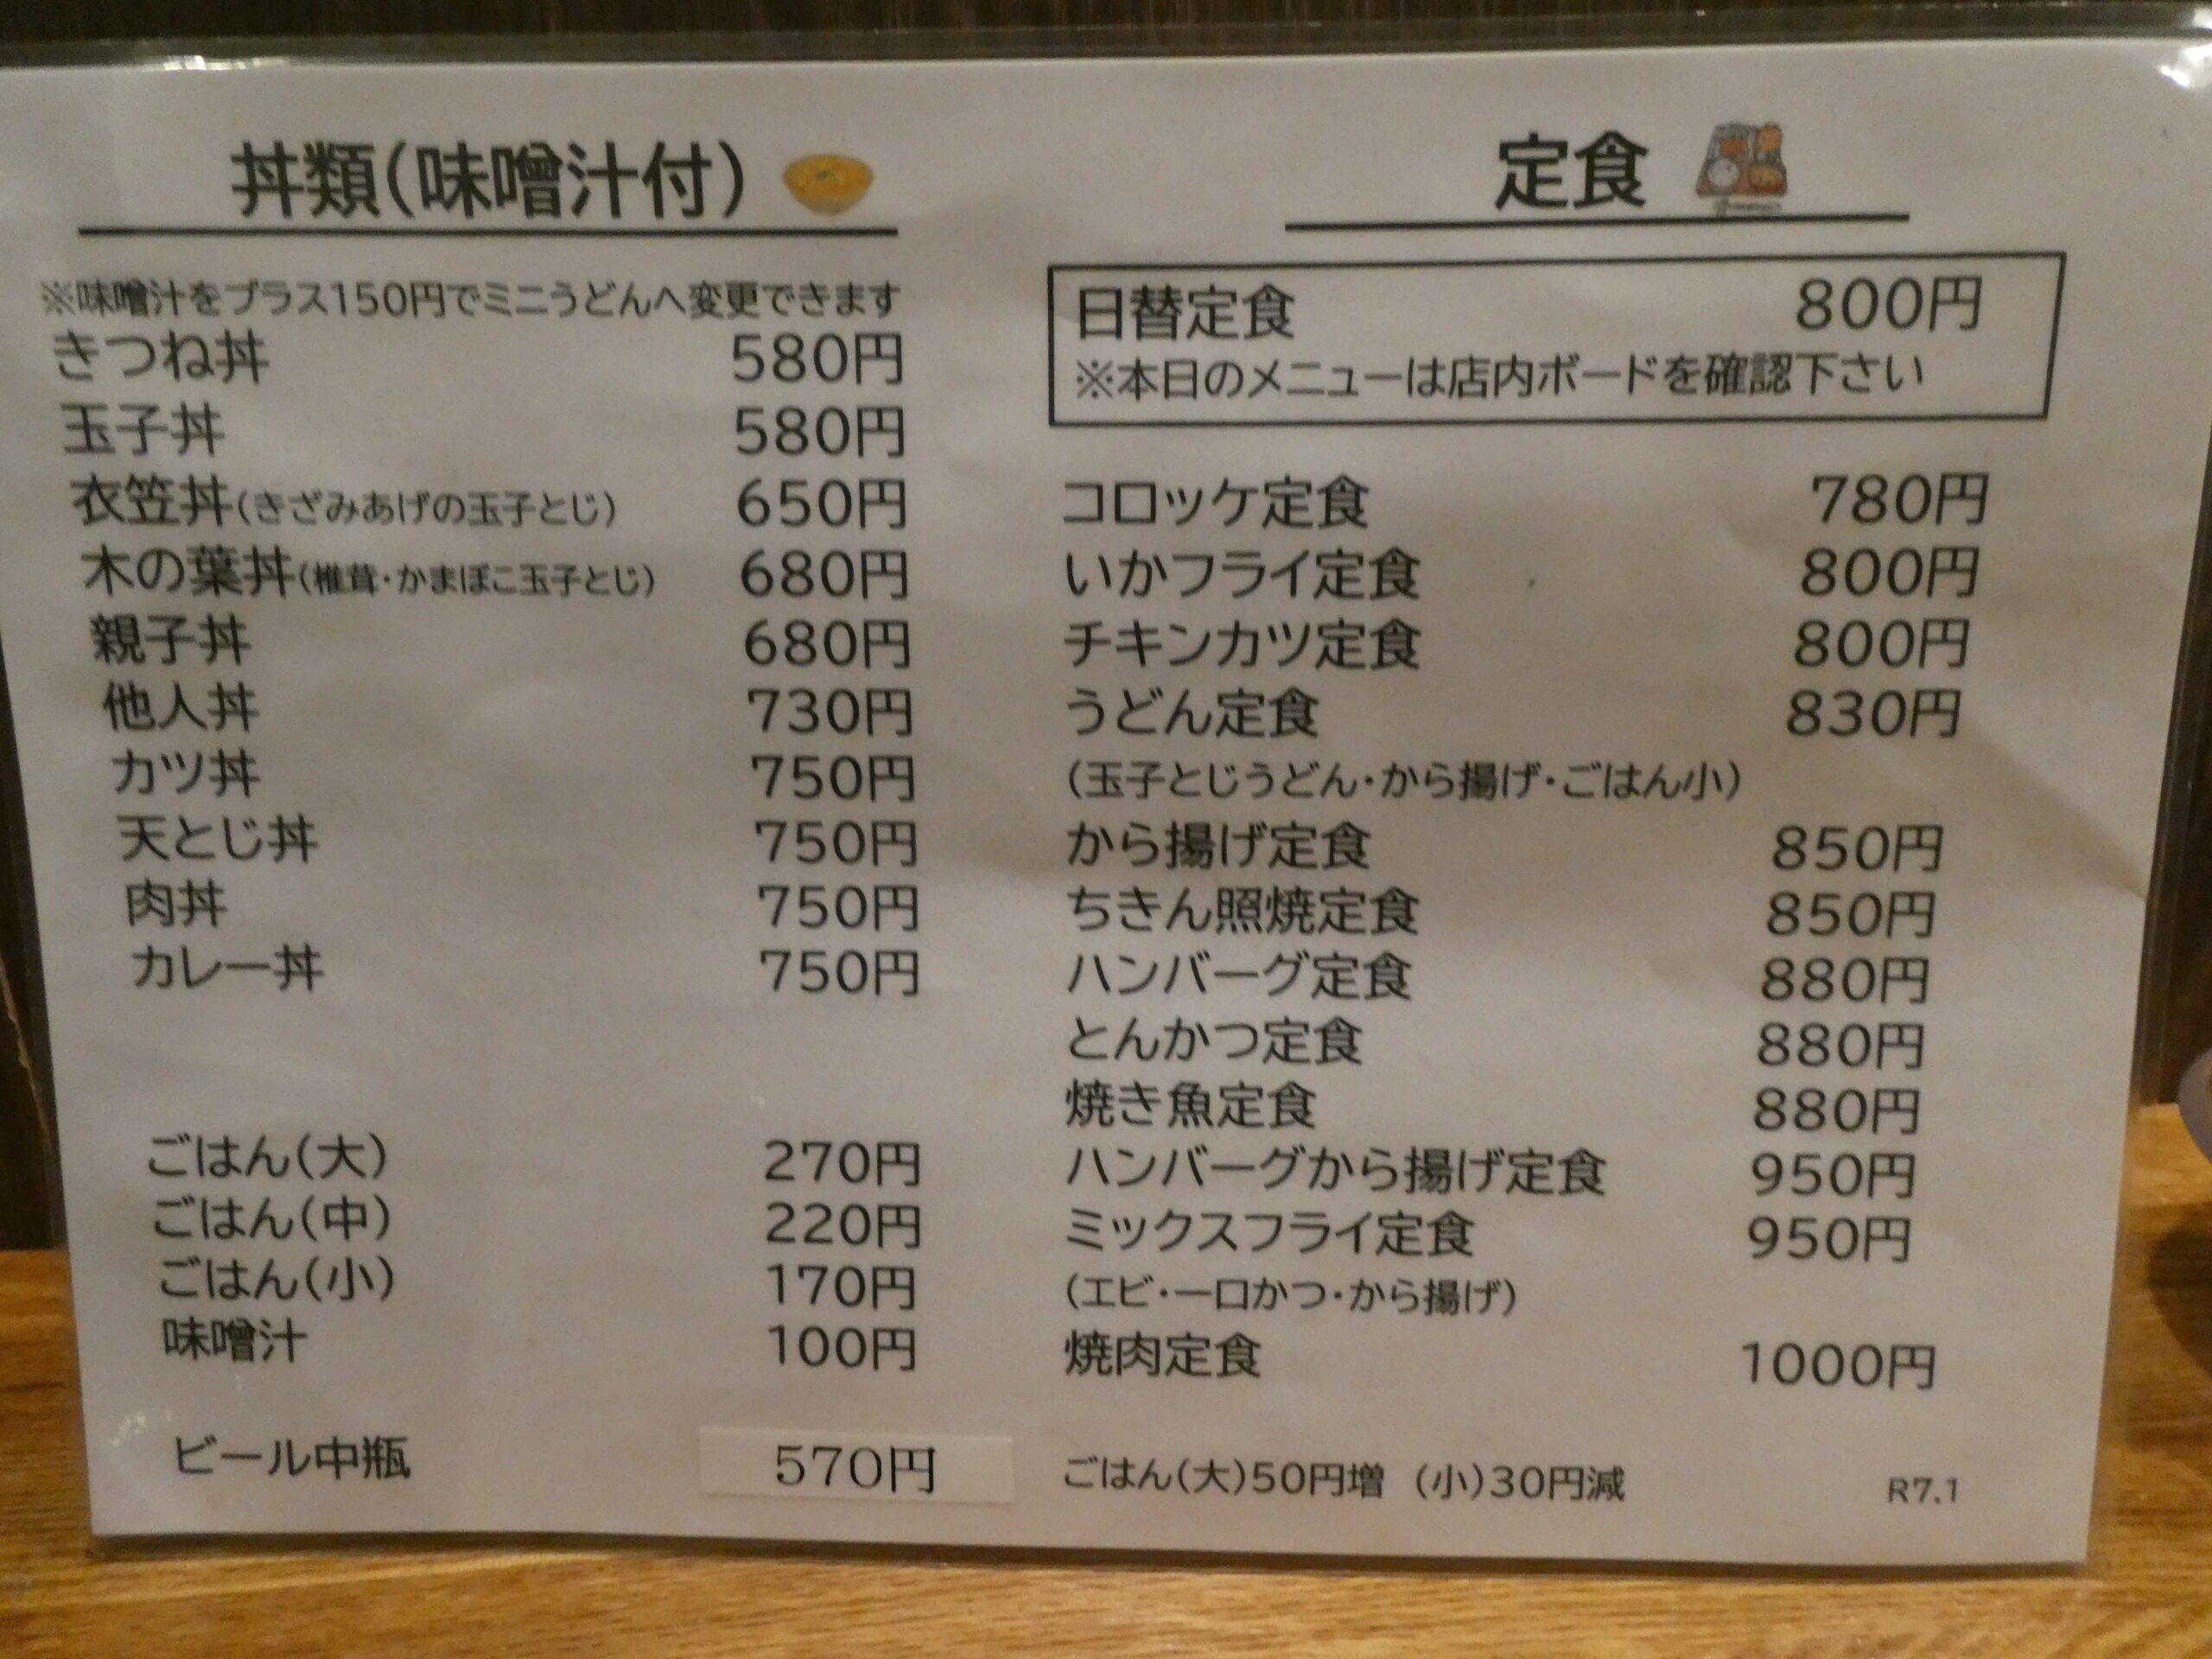 丼類(味噌汁付)
※味噌汁をプラス150円でミニうどんへ変更できます
きつね丼 580円
玉子丼 580円
衣笠丼(きざみあげの玉子とじ) 650円
木の葉丼(椎茸・かまぼこ玉子とじ) 680円
親子丼 680円
他人丼 730円
カツ丼 750円
天とじ丼 750円
肉丼 750円
カレー丼 750円
ごはん(大) 270円
ごはん(中) 220円
ごはん(小) 170円
味噌汁 100円
ビール中瓶 570円
定食
日替定食 800円
※本日のメニューは店内ボードを確認下さい
コロッケ定食 780円
いかフライ定食 800円
チキンカツ定食 800円
うどん定食 830円
(玉子とじうどん・から揚げ・ごはん小)
から揚げ定食 850円
ちきん照焼定食 850円
ハンバーグ定食 880円
とんかつ定食 880円
焼き魚定食 880円
ハンバーグから揚げ定食 950円
ミックスフライ定食 950円
(エビ・一口かつ・から揚げ)
焼肉定食 1000円
ごはん(大)50円増 (小)30円減
R7.1